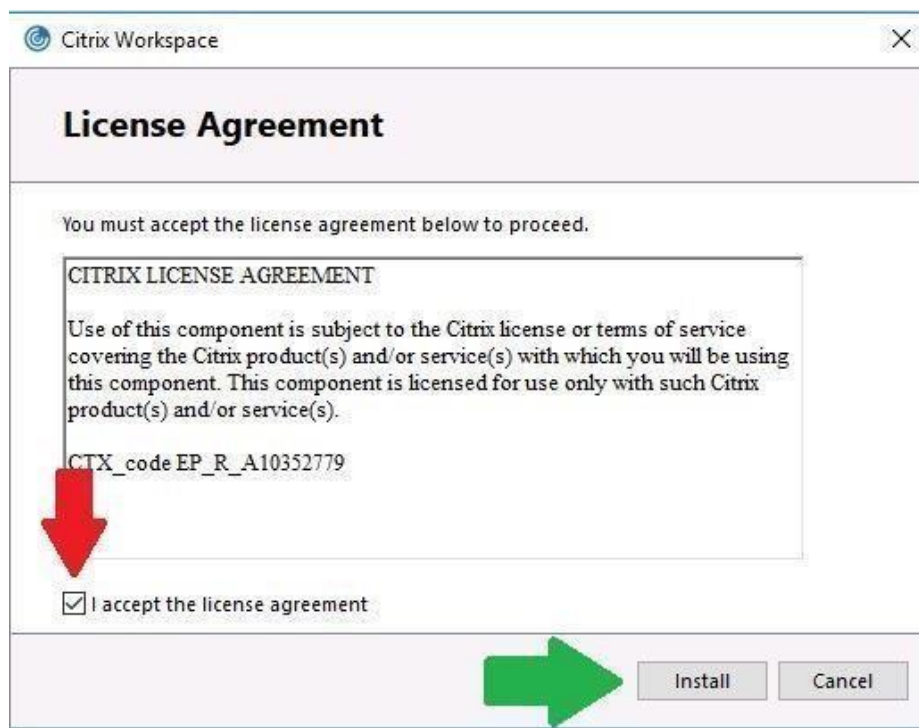 Citrix Workspace
License Agreement
You must accept the license agreement below to proceed.
CITRIX LICENSE AGREEMENT
Use of this component is subject to the Citrix license or terms of service
covering the Citrix product(s) and/or service(s) with which you will be using
this component. This component is licensed for use only with such Citrix
product(s) and/or service(s).
CTX_code EP_R_A10352779
I accept the license agreement
Install Cancel